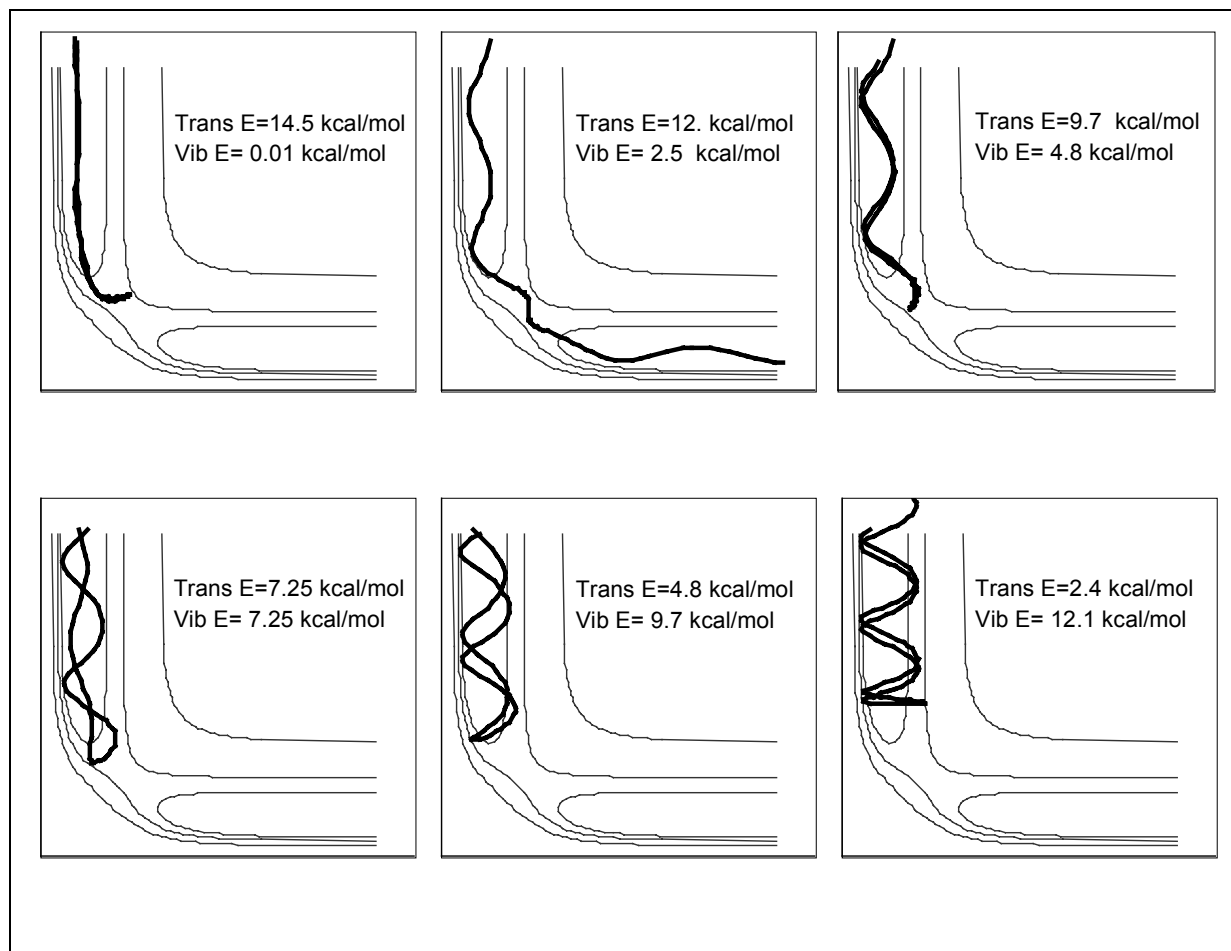 Trans E=14.5 kcal/mol
Vib E= 0.01 kcal/mol
Trans E=12. kcal/mol
Vib E= 2.5 kcal/mol
Trans E=9.7 kcal/mol
Vib E= 4.8 kcal/mol
Trans E=7.25 kcal/mol
Vib E= 7.25 kcal/mol
Trans E=4.8 kcal/mol
Vib E= 9.7 kcal/mol
Trans E=2.4 kcal/mol
Vib E= 12.1 kcal/mol